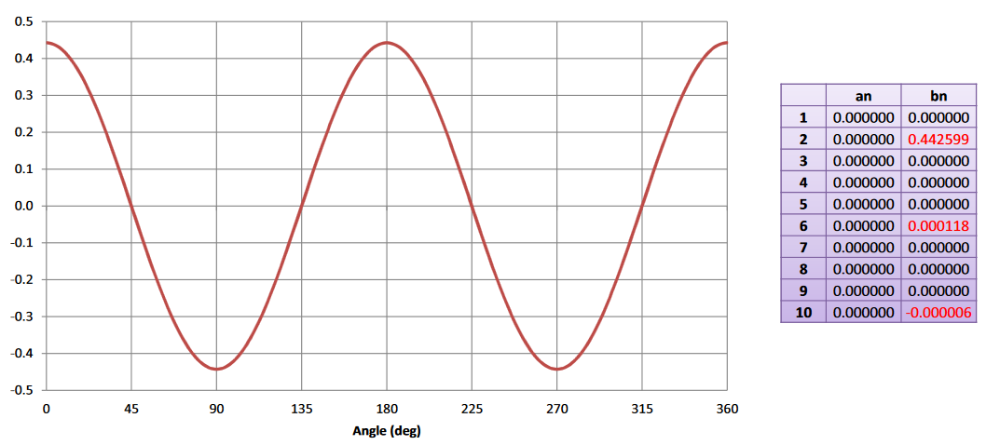 0.5
0.4
0.3
0.2
0.1
0.0
-0.1
-0.2
-0.3
-0.4
-0.5
0 45 90 135 180 225 270 315 360
Angle (deg)
an bn
1 0.000000 0.000000
2 0.000000 0.442599
3 0.000000 0.000000
4 0.000000 0.000000
5 0.000000 0.000000
6 0.000000 0.000118
7 0.000000 0.000000
8 0.000000 0.000000
9 0.000000 0.000000
10 0.000000 -0.000006